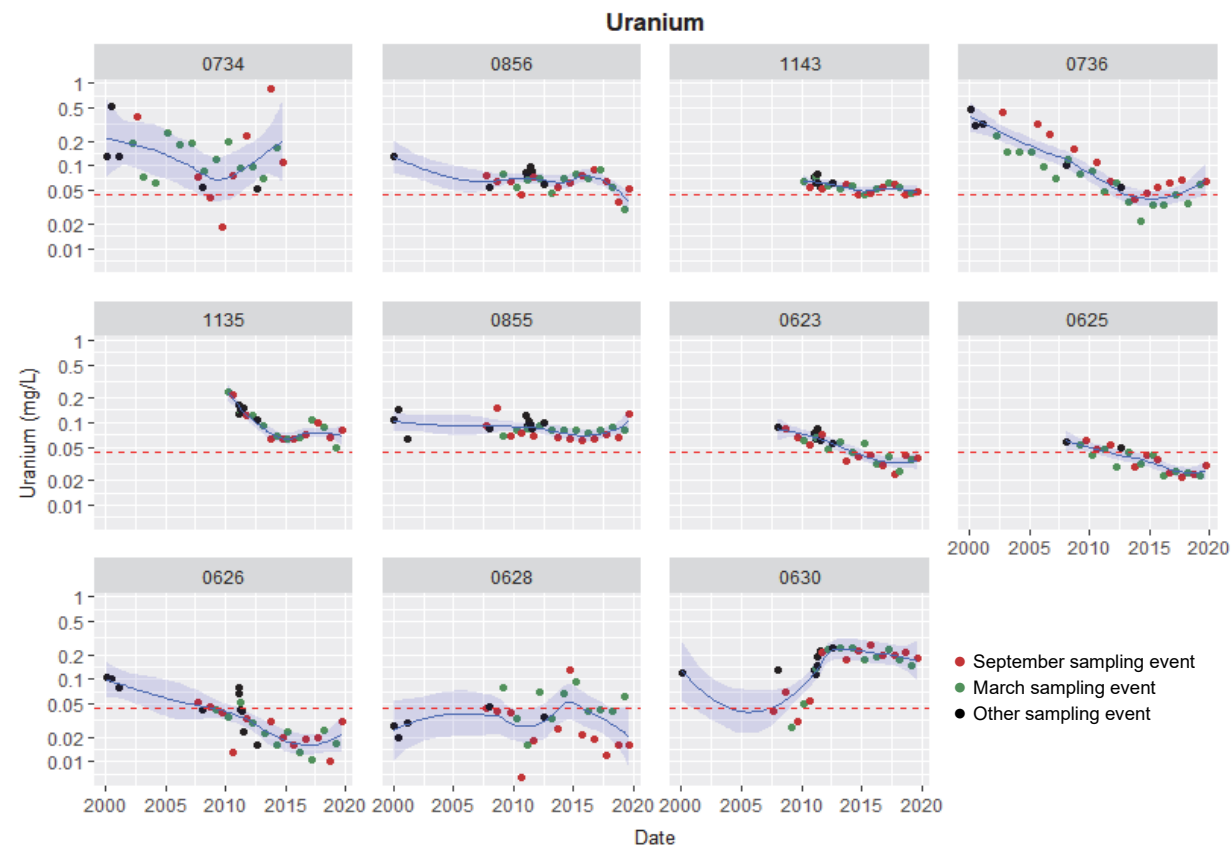 Uranium
0734 0856 1143 0736
1
0.5
0.2
0.1
0.05
0.02
0.01
1135 0855 0623 0625
1
0.5
0.2
0.1
0.05
0.02
0.01
Uranium (mg/L)
2000 2005 2010 2015 2020
0626 0628 0630
1
0.5
0.2
0.1
0.05
0.02
0.01
September sampling event
March sampling event
Other sampling event
2000 2005 2010 2015 2020 2000 2005 2010 2015 2020 2000 2005 2010 2015 2020
Date